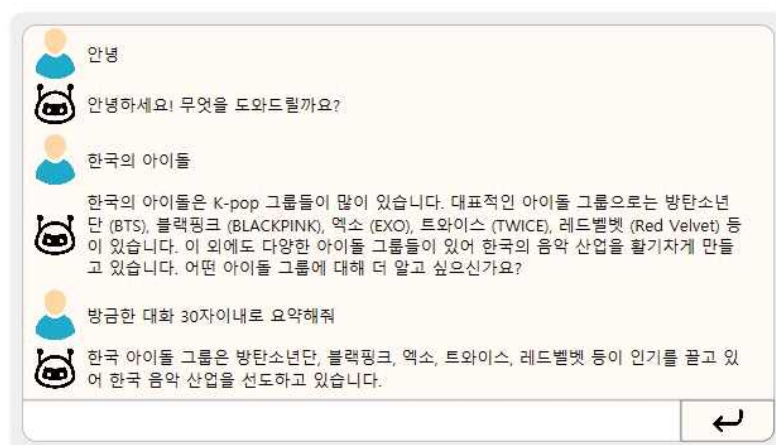 안녕
안녕하세요! 무엇을 도와드릴까요?
한국의 아이돌
한국의 아이돌은 K-pop 그룹들이 많이 있습니다. 대표적인 아이돌 그룹으로는 방탄소년
단 (BTS), 블랙핑크 (BLACKPINK), 엑소 (EXO), 트와이스 (TWICE), 레드벨벳 (Red Velvet) 등
이 있습니다. 이 외에도 다양한 아이돌 그룹들이 있어 한국의 음악 산업을 활기차게 만들
고 있습니다. 어떤 아이돌 그룹에 대해 더 알고 싶으신가요?
방금한 대화 30자이내로 요약해줘
한국 아이돌 그룹은 방탄소년단, 블랙핑크, 엑소, 트와이스, 레드벨벳 등이 인기를 끌고 있
어 한국 음악 산업을 선도하고 있습니다.